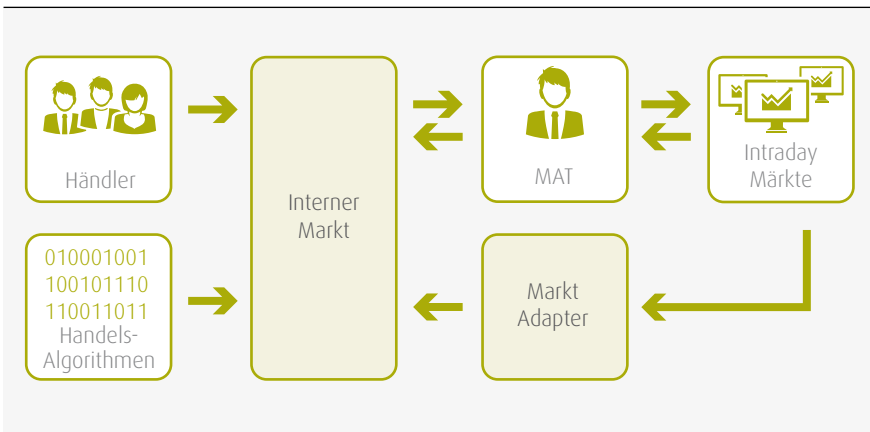 Händler
010001001
100101110
110011011
Handels-
Algorithmen
Interner
Markt
MAT
Intraday
Märkte
Markt
Adapter